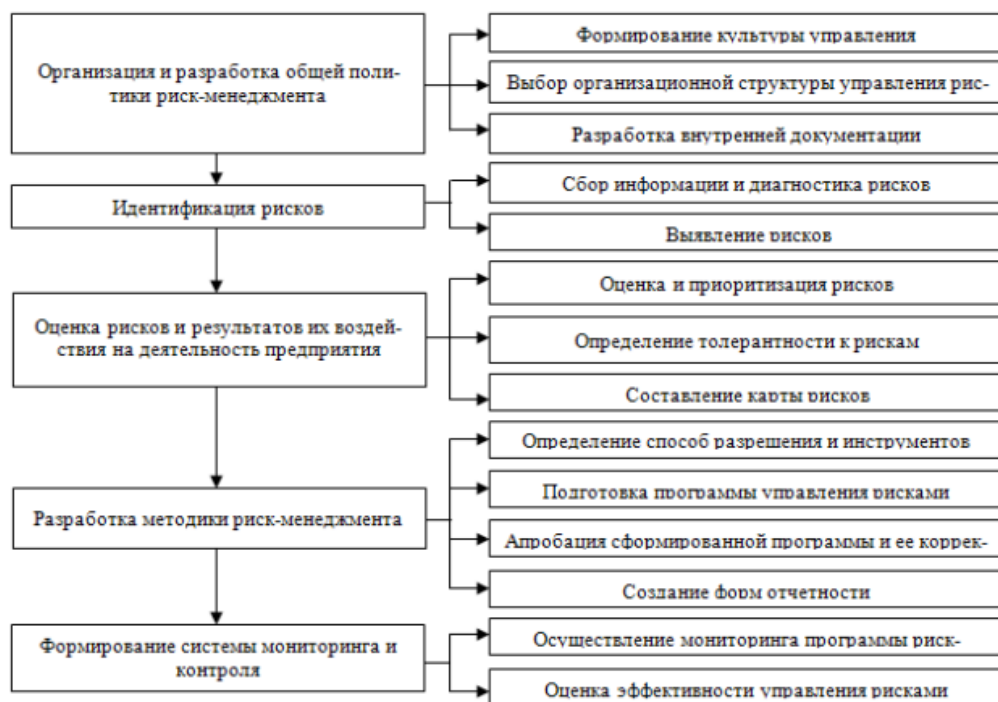 Организация и разработка общей поли-
тики риск-менеджмента
Формирование культуры управления
Выбор организационной структуры управления рис-
Разработка внутренней документации
Идентификация рисков
Сбор информации и диагностика рисков
Выявление рисков
Оценка рисков и результатов их воздей-
ствия на деятельность предприятия
Оценка и приоритизация рисков
Определение толерантности к рискам
Составление карты рисков
Разработка методики риск-менеджмента
Определение способ разрешения и инструментов
Подготовка программы управления рисками
Апробация сформированной программы и ее коррек-
Создание форм отчетности
Формирование системы мониторинга и
контроля
Осуществление мониторинга программы риск-
Оценка эффективности управления рисками